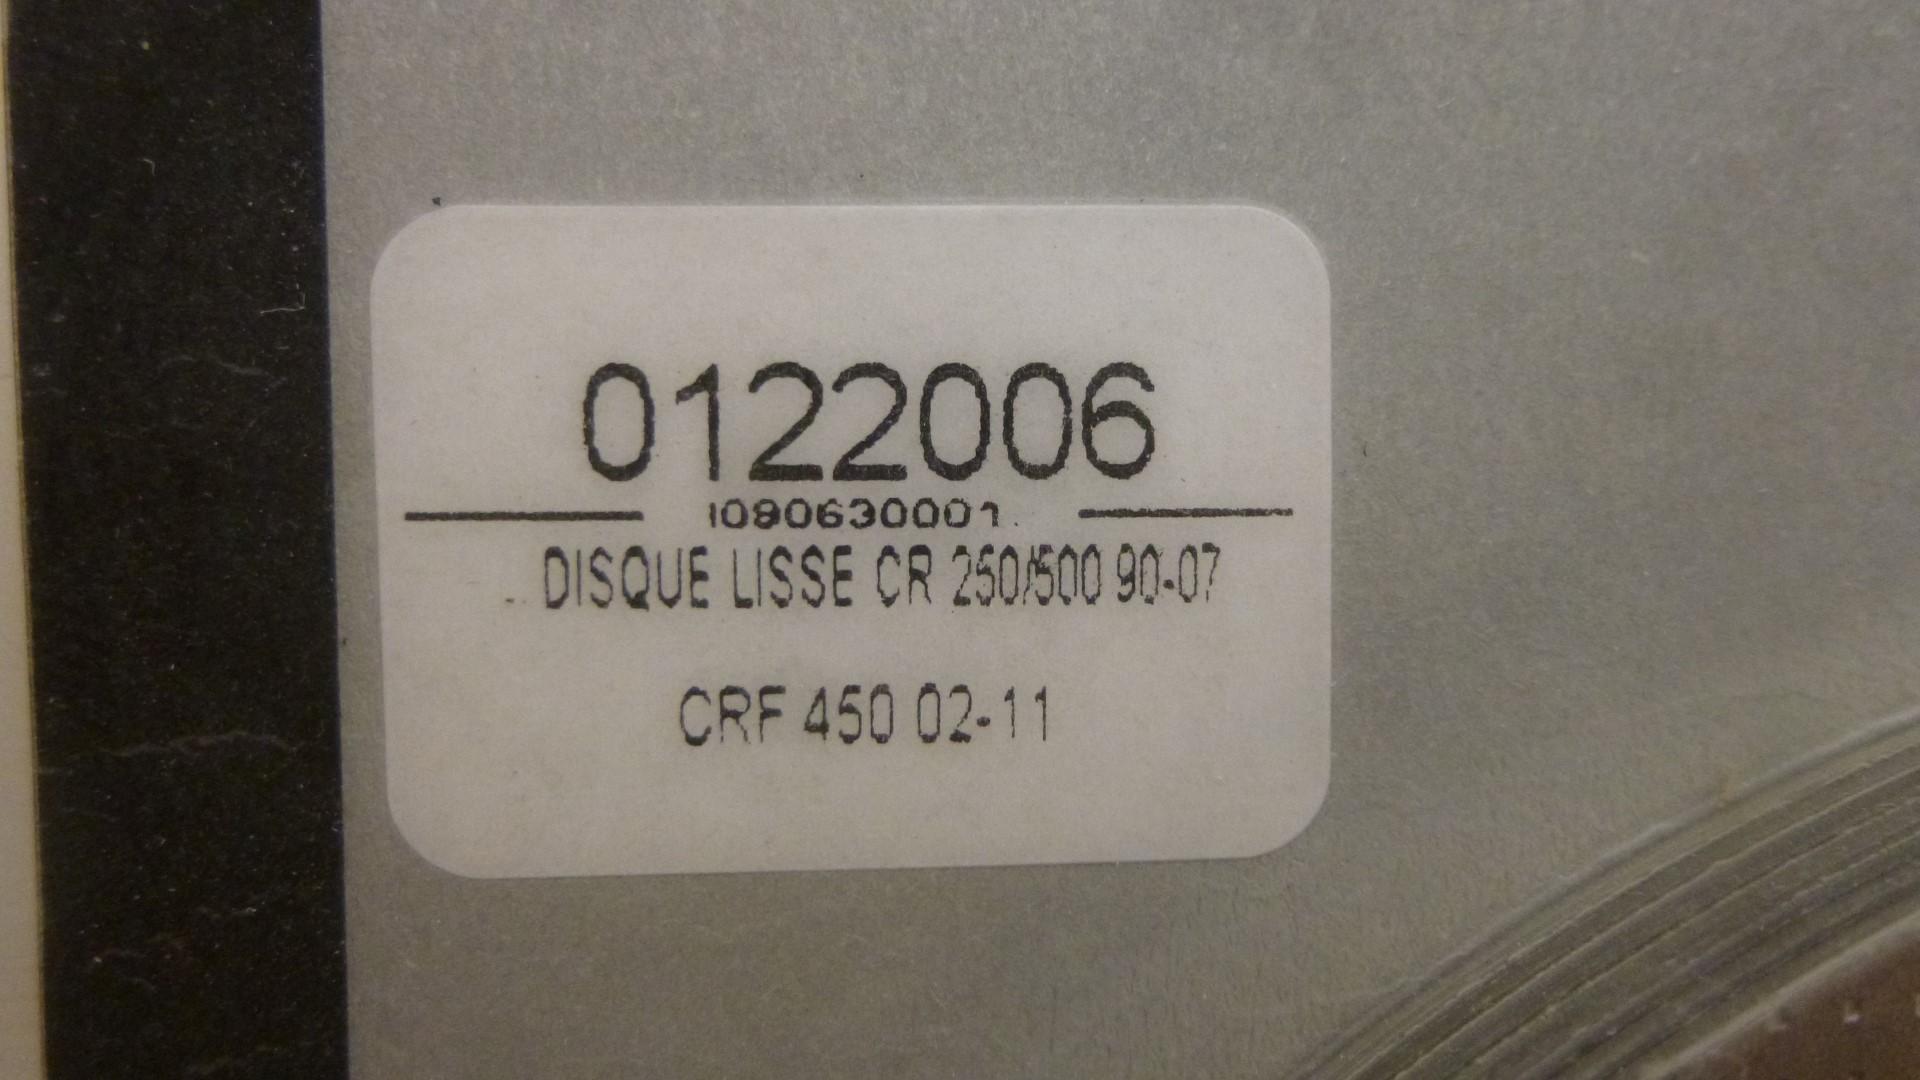 0122006
1090630001
DISQUE LISSE CR 250/500 90-07
CRF 450 02-11